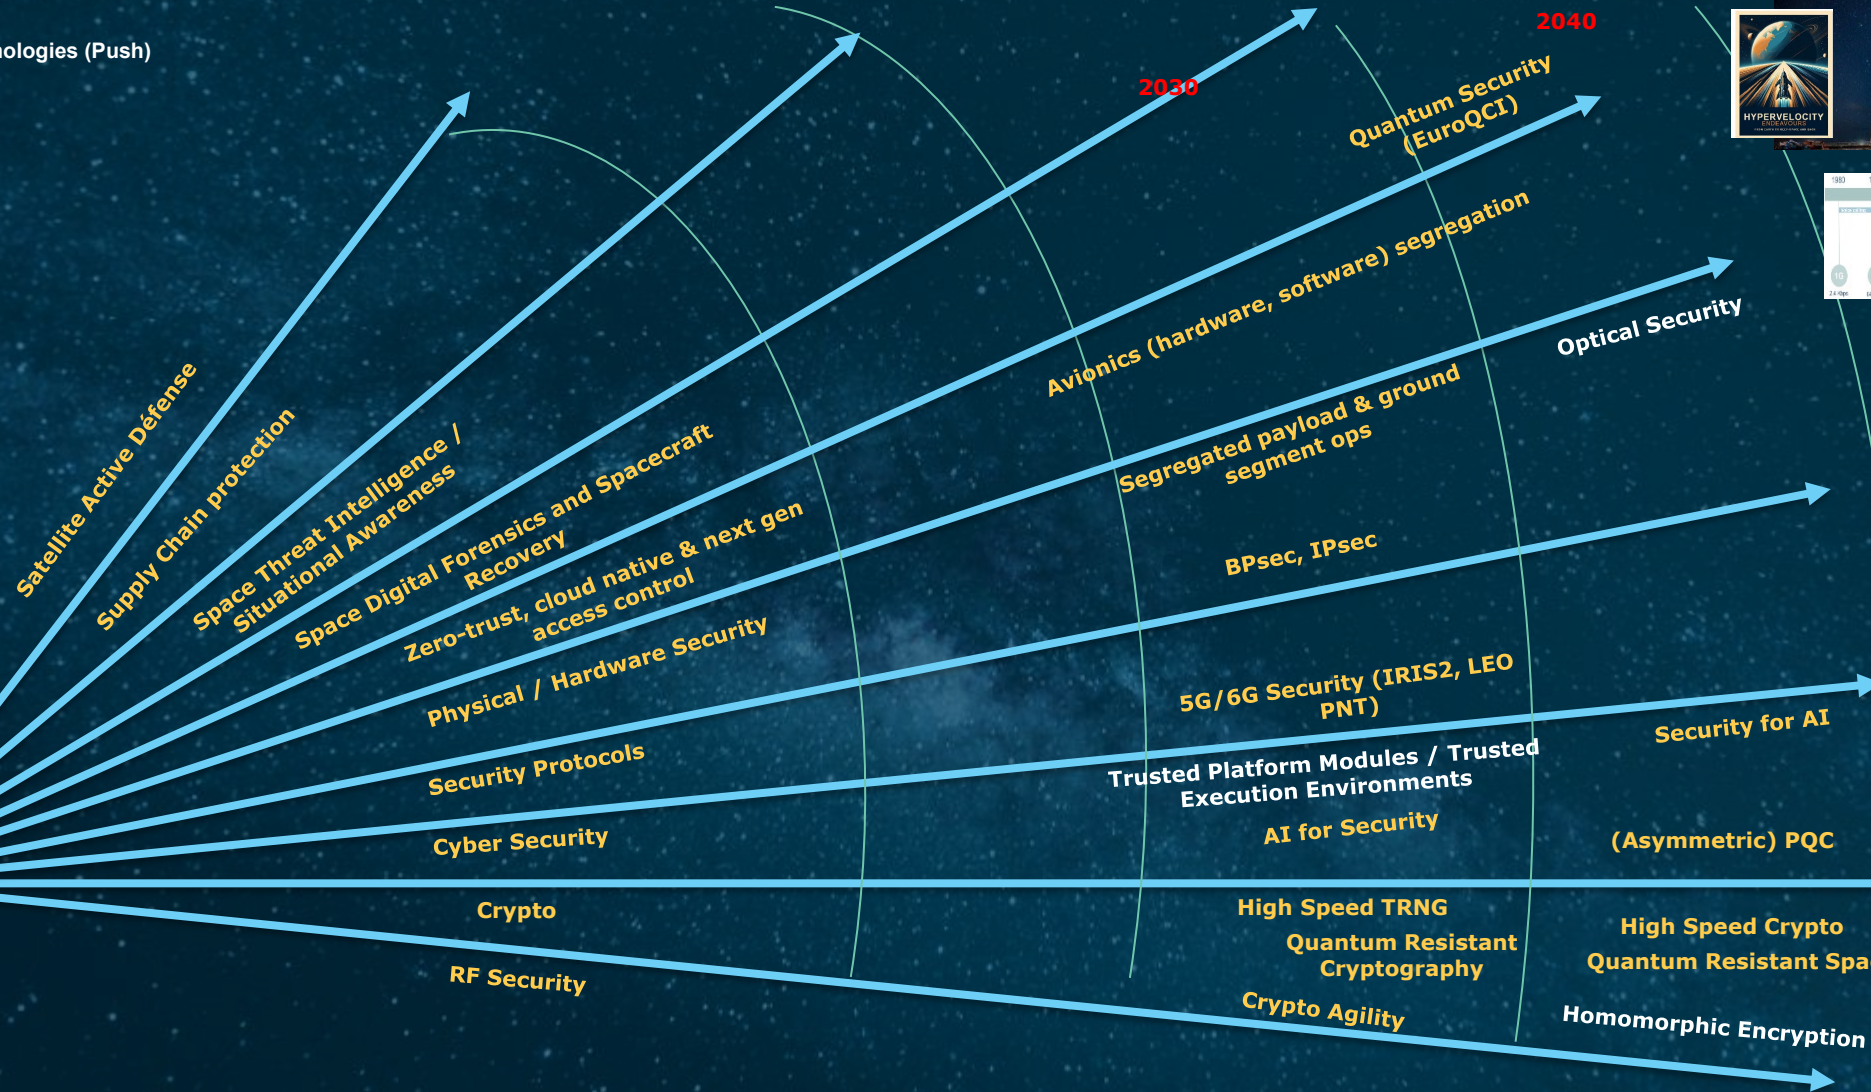 nologies (Push)
2030
2040
Quantum Security
(EuroQCI)
HYPERVELOCITY
ENDEAVOURS
1980
1G
Avionics (hardware, software) segregation
Optical Security
Satellite Active Défense
Supply Chain protection
Space Threat Intelligence /
Situational Awareness
Space Digital Forensics and Spacecraft
Recovery
Segregated payload & ground
segment ops
Zero-trust, cloud native & next gen
access control
BPsec, IPsec
Physical / Hardware Security
5G/6G Security (IRIS2, LEO
PNT)
Security for AI
Security Protocols
Trusted Platform Modules / Trusted
Execution Environments
Cyber Security
AI for Security
(Asymmetric) PQC
Crypto
High Speed TRNG
High Speed Crypto
Quantum Resistant
Cryptography
Quantum Resistant Spa
RF Security
Crypto Agility
Homomorphic Encryption